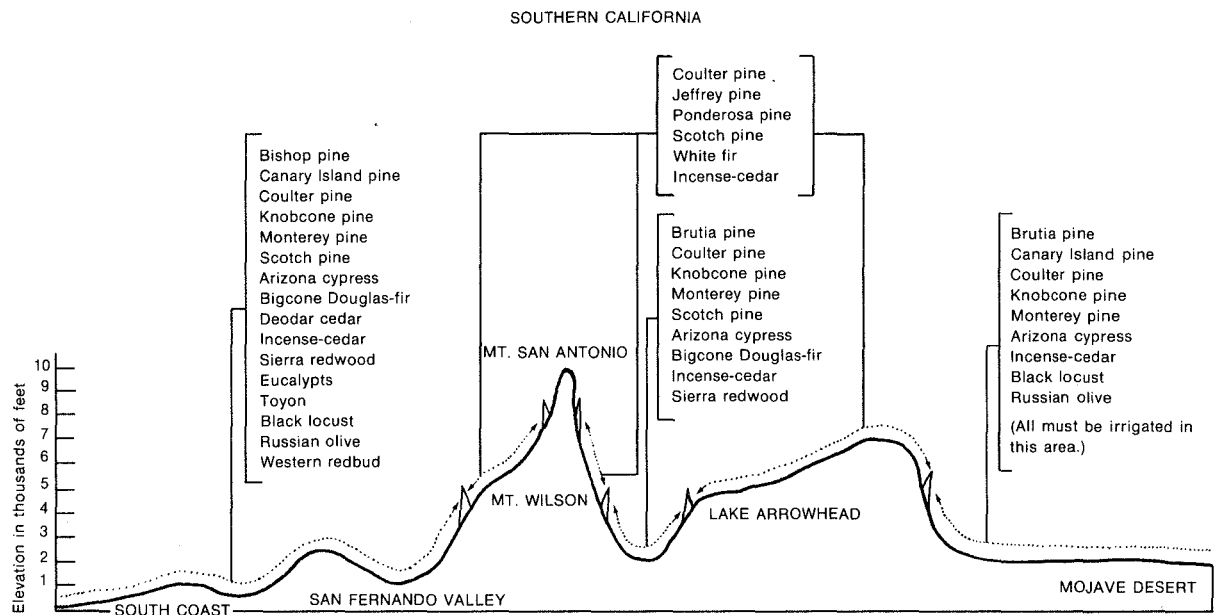 SOUTHERN CALIFORNIA
Coulter pine
Jeffrey pine
Ponderosa pine
Scotch pine
White fir
Incense-cedar
Bishop pine
Canary Island pine
Coulter pine
Knobcone pine
Monterey pine
Scotch pine
Arizona cypress
Bigcone Douglas-fir
Deodar cedar
Incense-cedar
Sierra redwood
Eucalypts
Toyon
Black locust
Russian olive
Western redbud
Brutia pine
Coulter pine
Knobcone pine
Monterey pine
Scotch pine
Arizona cypress
Bigcone Douglas-fir
Incense-cedar
Sierra redwood
Brutia pine
Canary Island pine
Coulter pine
Knobcone pine
Monterey pine
Arizona cypress
Incense-cedar
Black locust
Russian olive
(All must be irrigated in
this area.)
Elevation in thousands of feet
10
9
8
7
6
5
4
3
2
1
MT. SAN ANTONIO
MT. WILSON
LAKE ARROWHEAD
SOUTH COAST
SAN FERNANDO VALLEY
MOJAVE DESERT